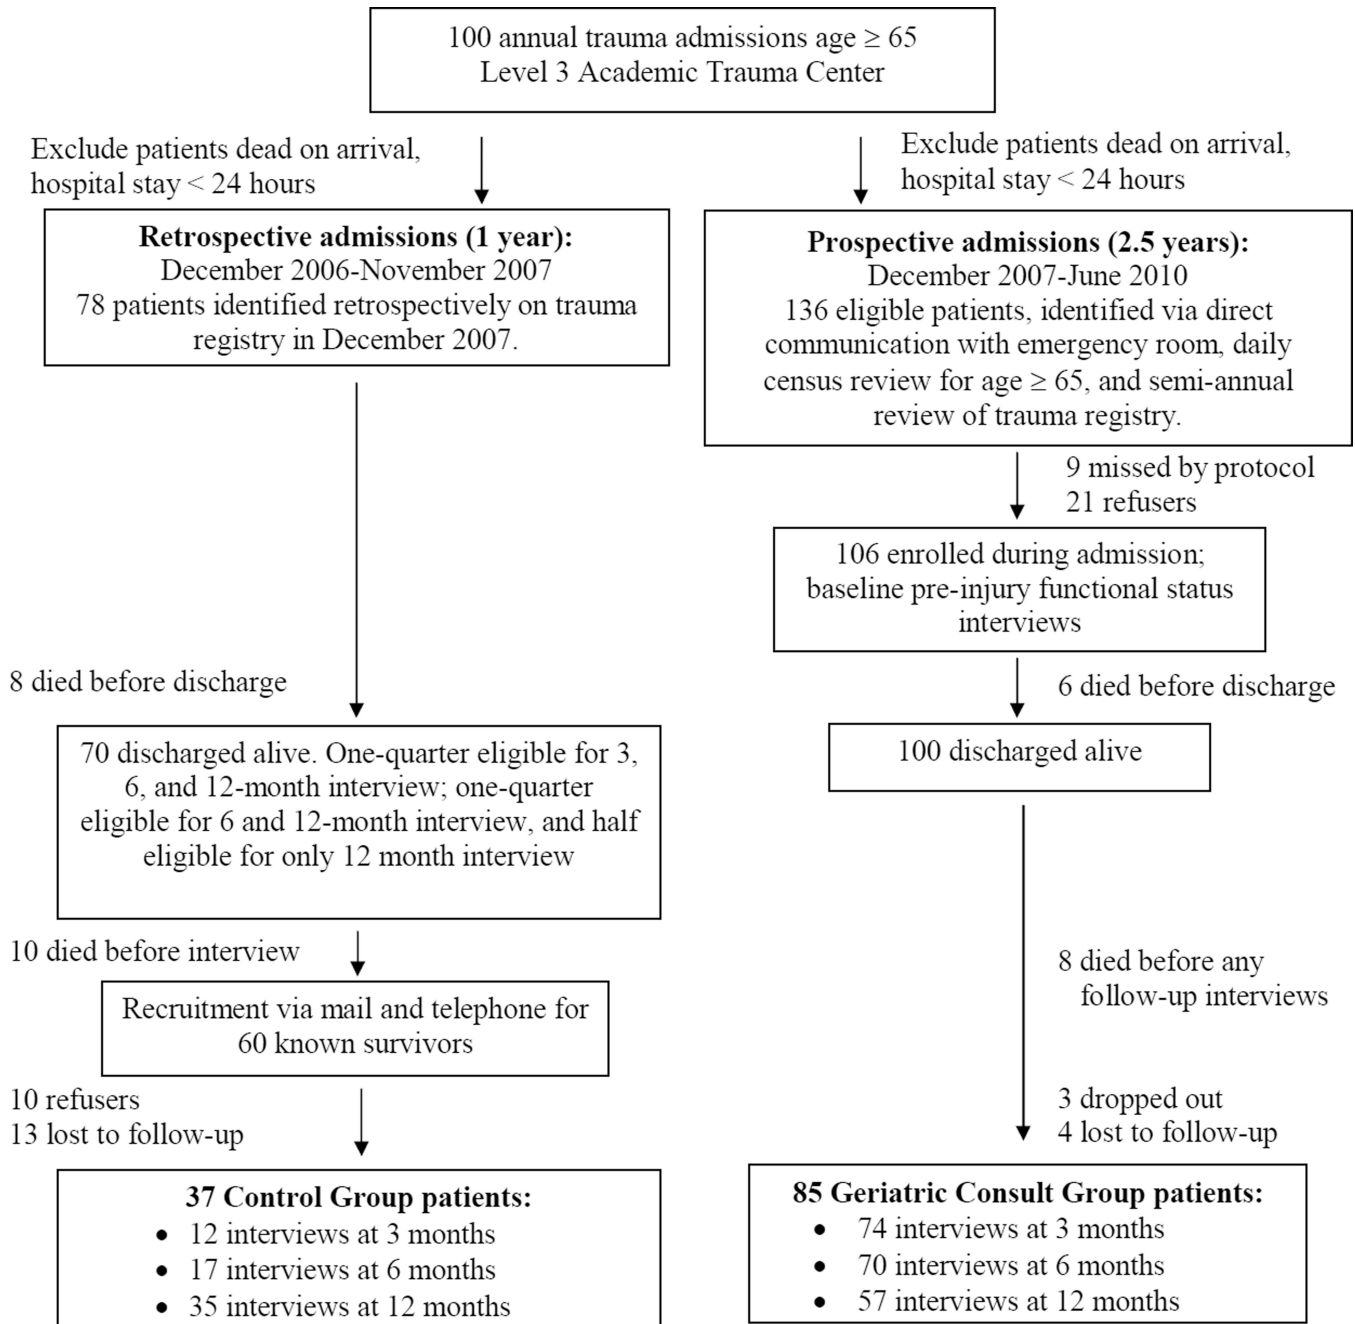 100 annual trauma admissions age ≥ 65
Level 3 Academic Trauma Center
Exclude patients dead on arrival,
hospital stay < 24 hours
Exclude patients dead on arrival,
hospital stay < 24 hours
Retrospective admissions (1 year):
December 2006-November 2007
78 patients identified retrospectively on trauma
registry in December 2007.
Prospective admissions (2.5 years):
December 2007-June 2010
136 eligible patients, identified via direct
communication with emergency room, daily
census review for age ≥ 65, and semi-annual
review of trauma registry.
9 missed by protocol
21 refusers
106 enrolled during admission;
baseline pre-injury functional status
interviews
8 died before discharge
6 died before discharge
70 discharged alive. One-quarter eligible for 3,
6, and 12-month interview; one-quarter
eligible for 6 and 12-month interview, and half
eligible for only 12 month interview
100 discharged alive
10 died before interview
8 died before any
follow-up interviews
Recruitment via mail and telephone for
60 known survivors
10 refusers
13 lost to follow-up
3 dropped out
4 lost to follow-up
37 Control Group patients:
• 12 interviews at 3 months
• 17 interviews at 6 months
• 35 interviews at 12 months
85 Geriatric Consult Group patients:
• 74 interviews at 3 months
• 70 interviews at 6 months
• 57 interviews at 12 months